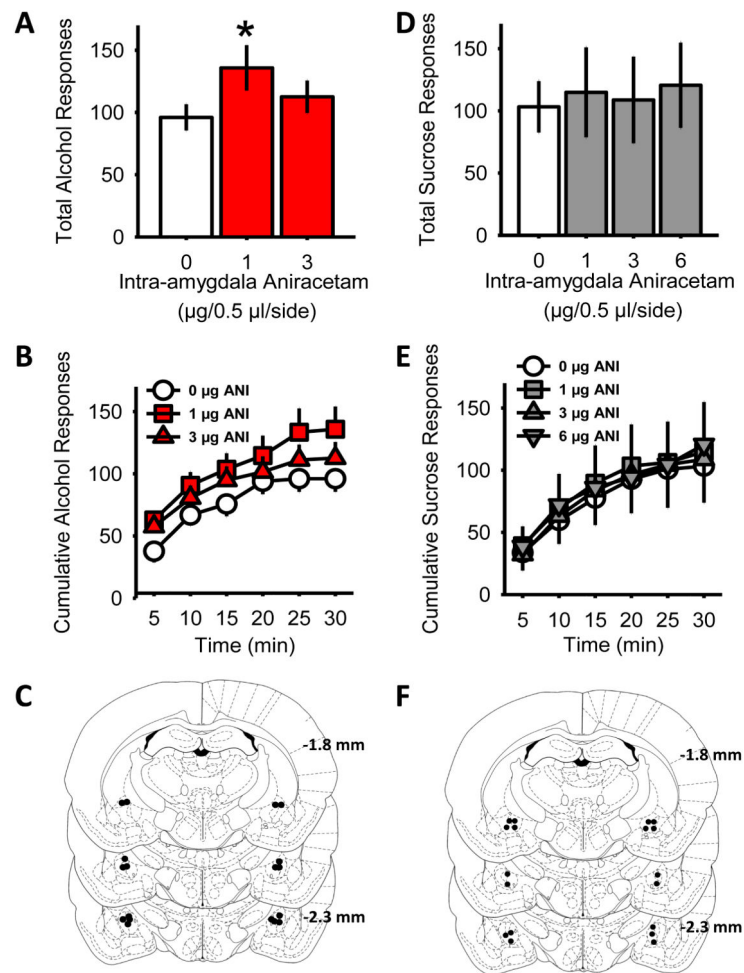 A
Total Alcohol Responses
150
100
50
0
*
0 1 3
Intra-amygdala Aniracetam
(µg/0.5 µl/side)
D
Total Sucrose Responses
150
100
50
0
0 1 3 6
Intra-amygdala Aniracetam
(µg/0.5 µl/side)
B
Cumulative Alcohol Responses
150
100
50
0
0 µg ANI
1 µg ANI
3 µg ANI
5 10 15 20 25 30
Time (min)
E
Cumulative Sucrose Responses
150
100
50
0
0 µg ANI
1 µg ANI
3 µg ANI
6 µg ANI
5 10 15 20 25 30
Time (min)
C
-1.8 mm
-2.3 mm
F
-1.8 mm
-2.3 mm